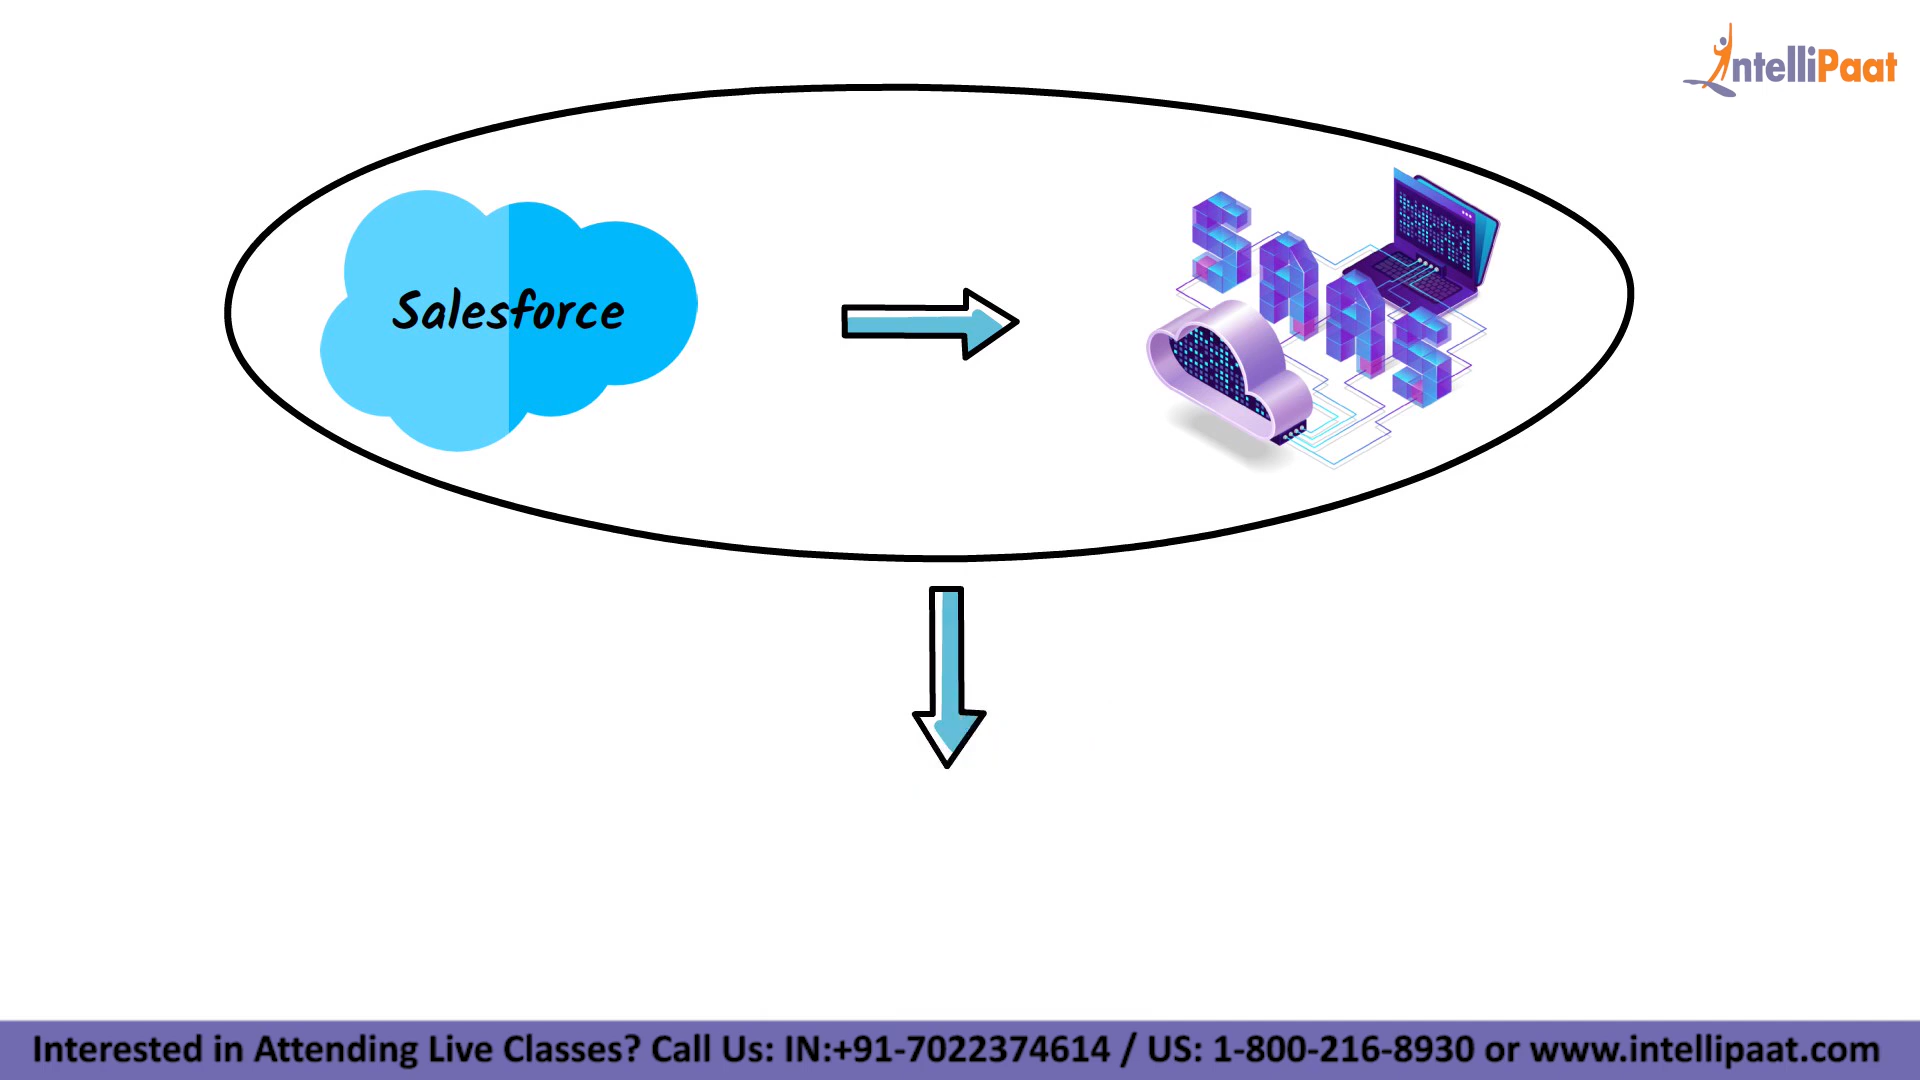 IntelliPaat
Salesforce
SAAS
Interested in Attending Live Classes? Call Us: IN:+91-7022374614 / US: 1-800-216-8930 or www.intellipaat.com